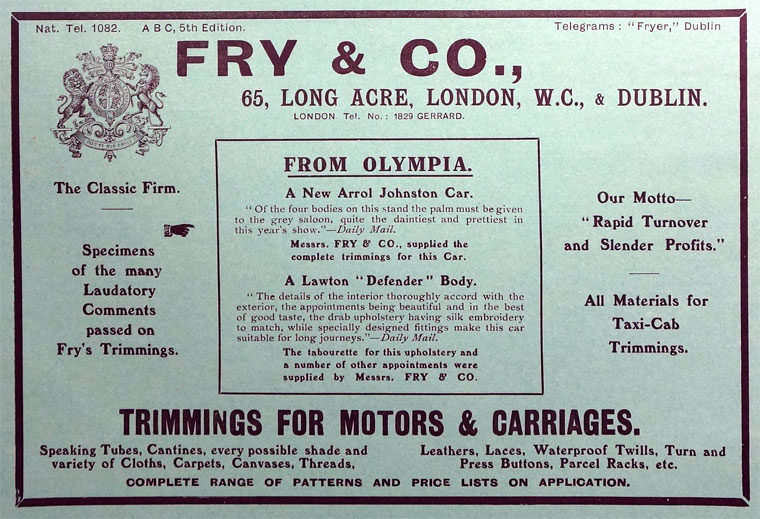 Nat. Tel. 1082. A B C, 5th Edition.
Telegrams: "Fryer," Dublin
FRY & CO.,
65, LONG ACRE, LONDON, W.C., & DUBLIN.
LONDON Tel. No.: 1829 GERRARD.
The Classic Firm.
Specimens
of the many
Laudatory
Comments
passed on
Fry's Trimmings.
FROM OLYMPIA.
A New Arrol Johnston Car.
"Of the four bodies on this stand the palm must be given
to the grey saloon, quite the daintiest and prettiest in
this year's show."—Daily Mail.
Messrs. FRY & CO., supplied the
complete trimmings for this Car.
A Lawton "Defender" Body.
"The details of the interior thoroughly accord with the
exterior, the appointments being beautiful and in the best
of good taste, the drab upholstery having silk embroidery
to match, while specially designed fittings make this car
suitable for long journeys."—Daily Mail.
The tabourette for this upholstery and
a number of other appointments were
supplied by Messrs. FRY & CO.
Our Motto—
"Rapid Turnover
and Slender Profits."
All Materials for
Taxi-Cab
Trimmings.
TRIMMINGS FOR MOTORS & CARRIAGES.
Speaking Tubes, Cantines, every possible shade and
variety of Cloths, Carpets, Canvases, Threads,
Leathers, Laces, Waterproof Twills, Turn and
Press Buttons, Parcel Racks, etc.
COMPLETE RANGE OF PATTERNS AND PRICE LISTS ON APPLICATION.